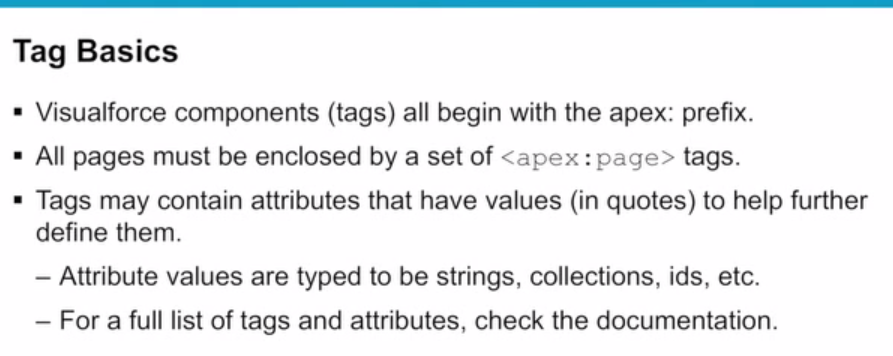 Tag Basics
▪ Visualforce components (tags) all begin with the apex: prefix.
▪ All pages must be enclosed by a set of <apex:page> tags.
▪ Tags may contain attributes that have values (in quotes) to help further
define them.
– Attribute values are typed to be strings, collections, ids, etc.
– For a full list of tags and attributes, check the documentation.